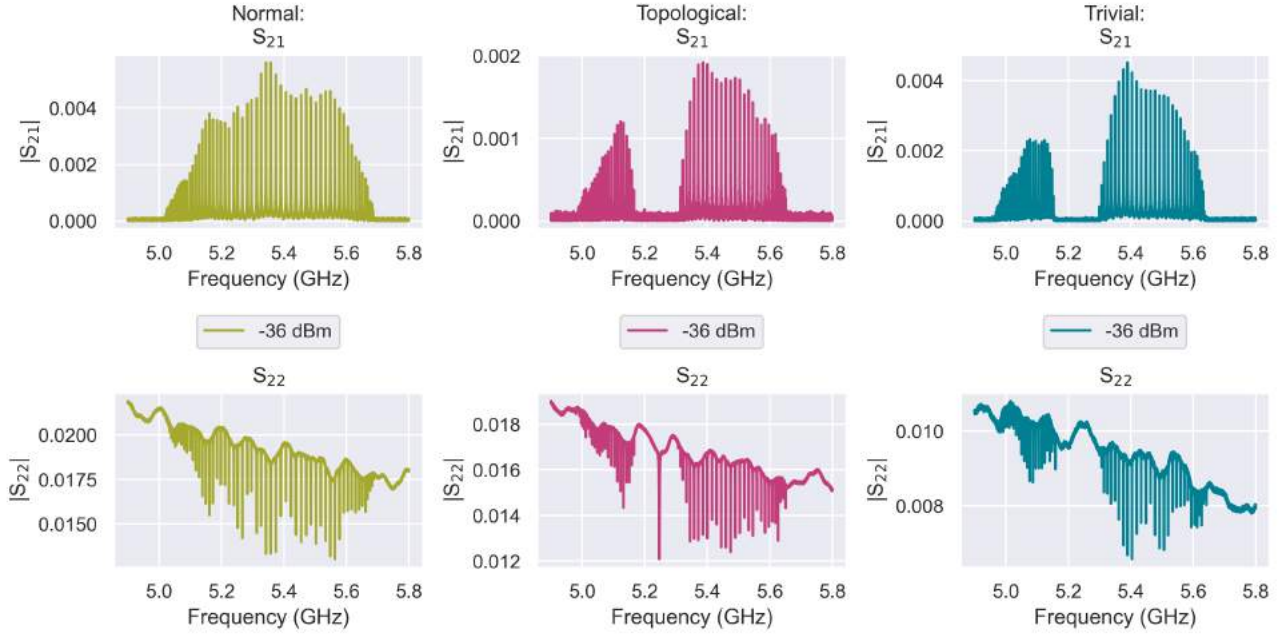 Normal:
S21
Topological:
S21
Trivial:
S21
|S21|
0.004
0.002
0.000
5.0 5.2 5.4 5.6 5.8
Frequency (GHz)
|S21|
0.002
0.001
0.000
5.0 5.2 5.4 5.6 5.8
Frequency (GHz)
|S21|
0.004
0.002
0.000
5.0 5.2 5.4 5.6 5.8
Frequency (GHz)
-36 dBm
-36 dBm
-36 dBm
S22
|S22|
0.0200
0.0175
0.0150
5.0 5.2 5.4 5.6 5.8
Frequency (GHz)
S22
|S22|
0.018
0.016
0.014
0.012
5.0 5.2 5.4 5.6 5.8
Frequency (GHz)
S22
|S22|
0.010
0.008
5.0 5.2 5.4 5.6 5.8
Frequency (GHz)